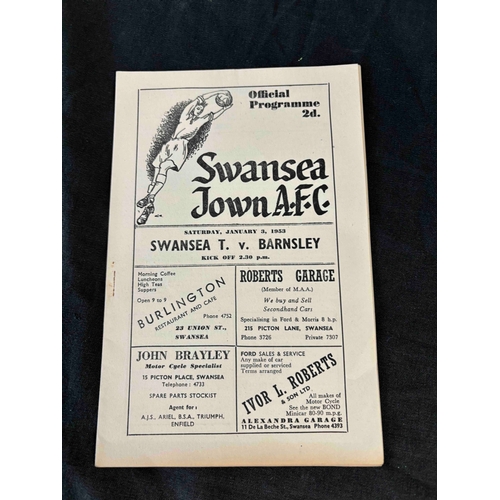 Official
Programme
2d.
Swansea
Town A.F.C.
SATURDAY, JANUARY 3, 1953
SWANSEA T. v. BARNSLEY
KICK OFF 2.30 p.m.
Morning Coffee
Luncheons
High Teas
Suppers
Open 9 to 9
Phone 4752
BURLINGTON
RESTAURANT AND CAFE
23 UNION ST.,
SWANSEA
ROBERTS GARAGE
(Member of M.A.A.)
We buy and Sell
Secondhand Cars
Specialising in Ford & Morris 8 h.p.
215 PICTON LANE, SWANSEA
Phone 3726 Private 7507
JOHN BRAYLEY
Motor Cycle Specialist
15 PICTON PLACE, SWANSEA
Telephone : 4733
SPARE PARTS STOCKIST
Agent for :
A.J.S., ARIEL, B.S.A., TRIUMPH,
ENFIELD
FORD SALES & SERVICE
Any make of car
supplied or serviced
Terms arranged
IVOR L. ROBERTS
& SON LTD
All makes of
Motor Cycle
See the new BOND
Minicar 80-90 m.p.g.
ALEXANDRA GARAGE
11 De La Beche St., Swansea Phone 4393